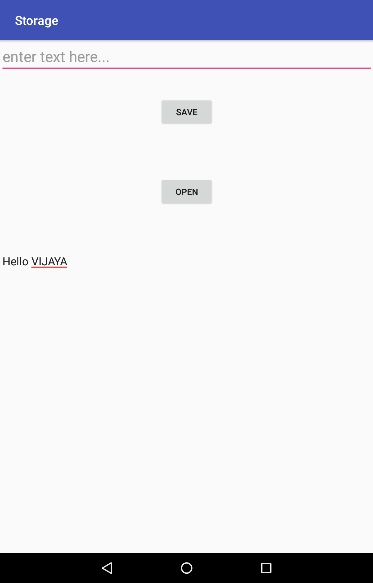 Storage
enter text here...
SAVE
OPEN
Hello VIJAYA